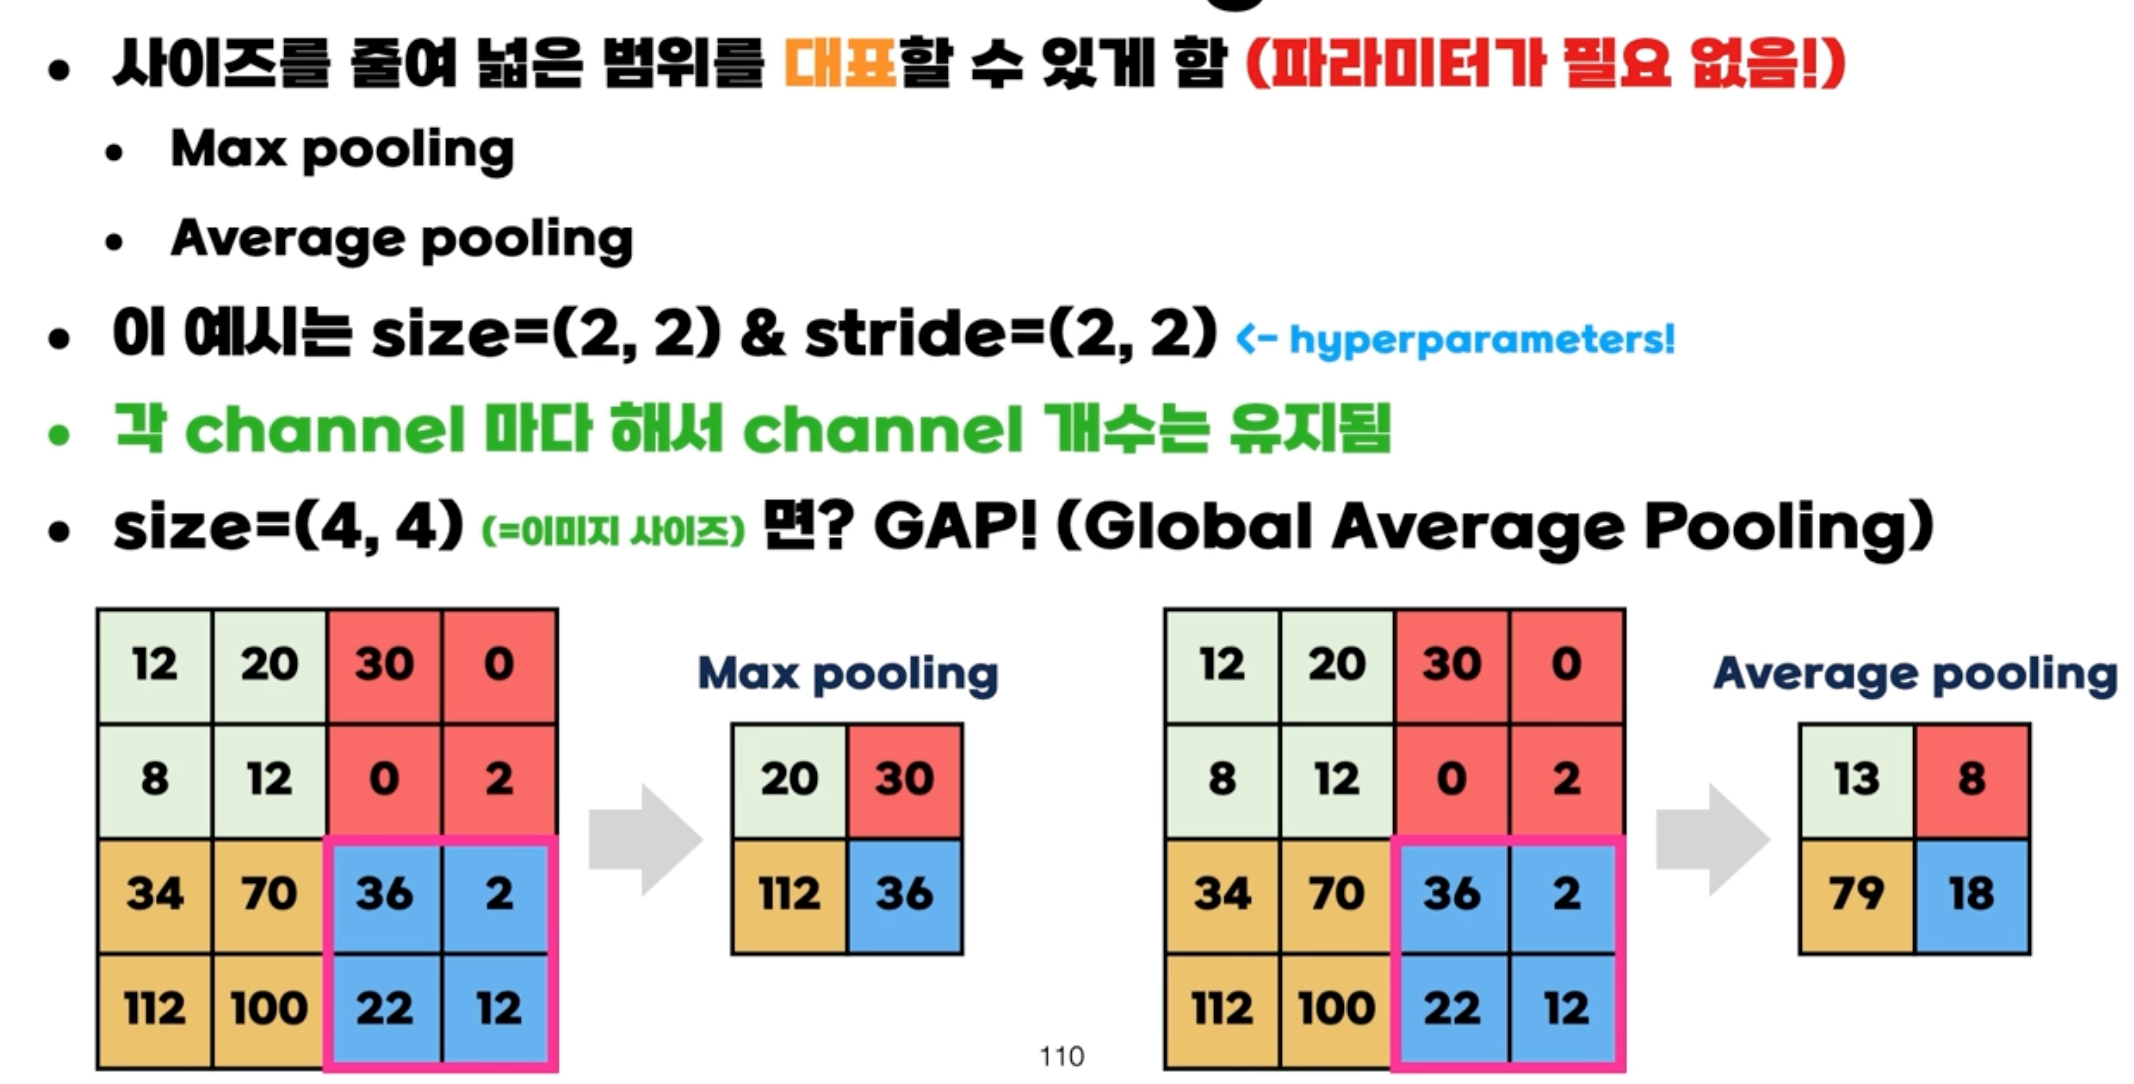 • 사이즈를 줄여 넓은 범위를 대표할 수 있게 함 (파라미터가 필요 없음!)
• Max pooling
• Average pooling
• 이 예시는 size=(2, 2) & stride=(2, 2) <- hyperparameters!
• 각 channel 마다 해서 channel 개수는 유지됨
• size=(4, 4) (=이미지 사이즈) 면? GAP! (Global Average Pooling)
12 20 30 0
8 12 0 2
34 70 36 2
112 100 22 12
Max pooling
20 30
112 36
12 20 30 0
8 12 0 2
34 70 36 2
112 100 22 12
Average pooling
13 8
79 18
110